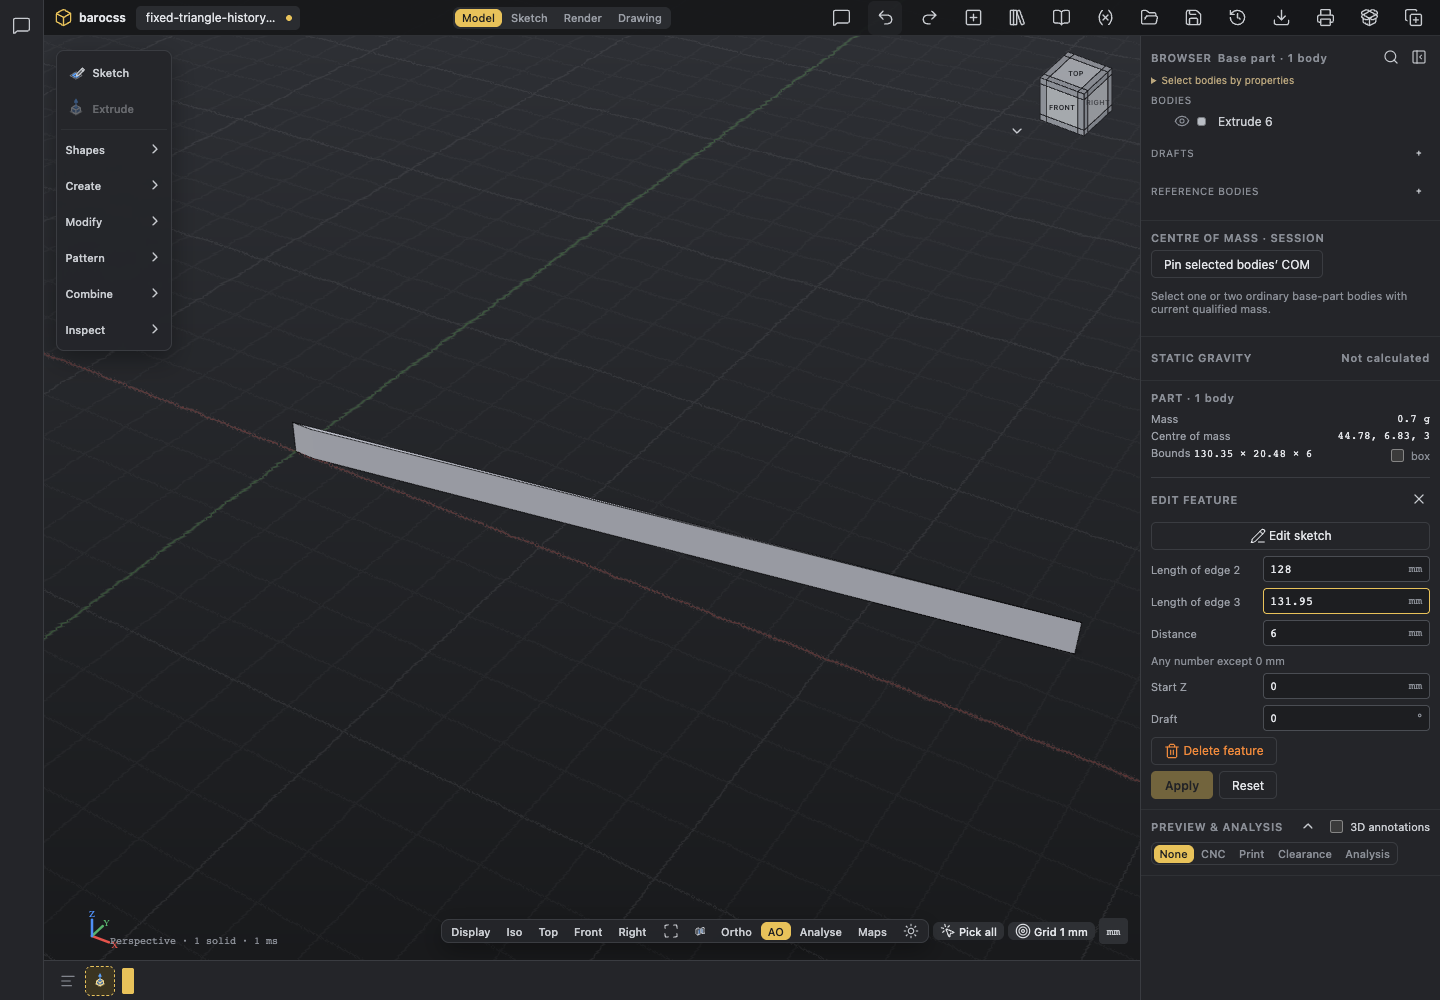 barocss
fixed-triangle-history...
Model Sketch Render Drawing
Sketch
Extrude
Shapes
Create
Modify
Pattern
Combine
Inspect
TOP
FRONT
RIGHT
BROWSER Base part · 1 body
Select bodies by properties
BODIES
Extrude 6
DRAFTS
REFERENCE BODIES
CENTRE OF MASS · SESSION
Pin selected bodies’ COM
Select one or two ordinary base-part bodies with
current qualified mass.
STATIC GRAVITY Not calculated
PART · 1 body
Mass 0.7 g
Centre of mass 44.78, 6.83, 3
Bounds 130.35 × 20.48 × 6 box
EDIT FEATURE
Edit sketch
Length of edge 2 128 mm
Length of edge 3 131.95 mm
Distance 6 mm
Any number except 0 mm
Start Z 0 mm
Draft 0 °
Delete feature
Apply Reset
PREVIEW & ANALYSIS 3D annotations
None CNC Print Clearance Analysis
Z
Y
X
Perspective · 1 solid · 1 ms
Display Iso Top Front Right Ortho AO Analyse Maps Pick all Grid 1 mm mm